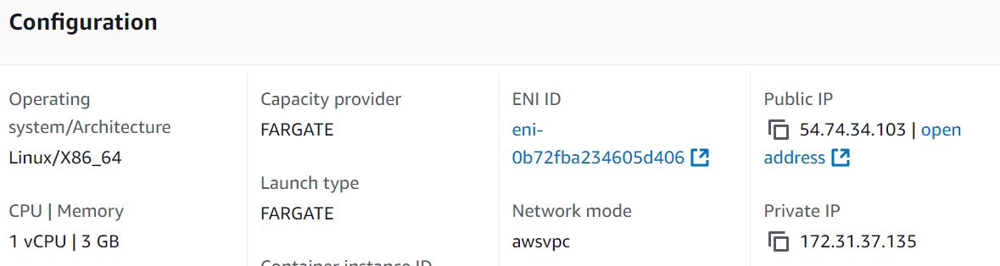 Configuration
Operating
system/Architecture
Linux/X86_64
CPU | Memory
1 vCPU | 3 GB
Capacity provider
FARGATE
Launch type
FARGATE
Container instance ID
ENI ID
eni-
0b72fba234605d406
Network mode
awsvpc
Public IP
54.74.34.103 | open
address
Private IP
172.31.37.135